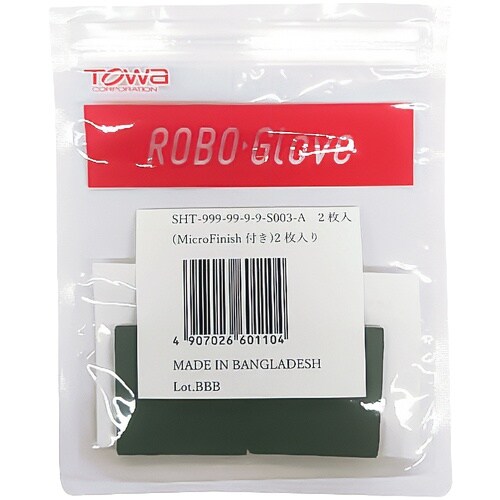 TOWA
CORPORATION
ROBO・Glove
SHT-999-99-9-9-S003-A 2枚入
(MicroFinish 付き)2枚入り
4 907026 601104
MADE IN BANGLADESH
Lot.BBB